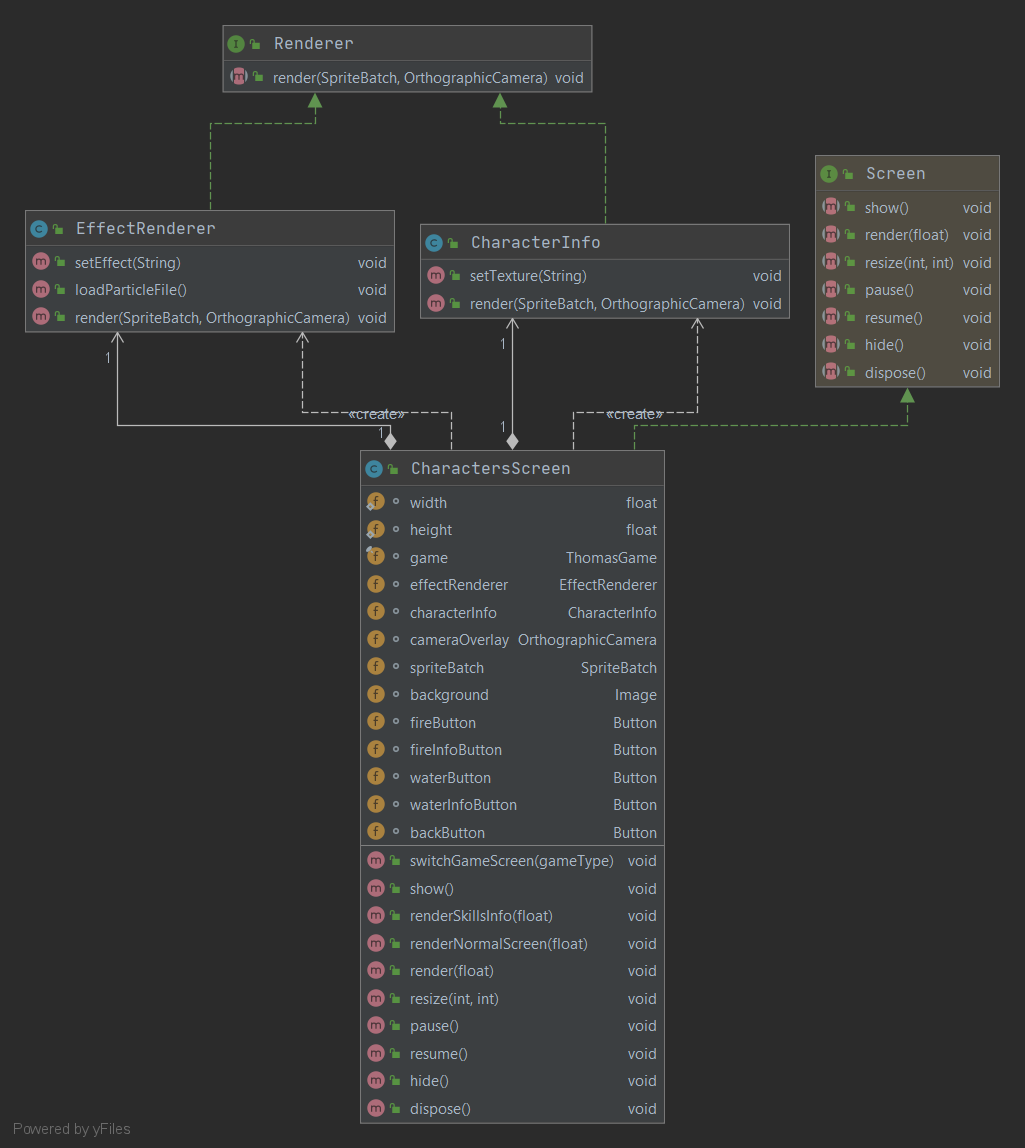 Renderer
render(SpriteBatch, OrthographicCamera) void
Screen
show() void
render(float) void
resize(int, int) void
pause() void
resume() void
hide() void
dispose() void
EffectRenderer
setEffect(String) void
loadParticleFile() void
render(SpriteBatch, OrthographicCamera) void
CharacterInfo
setTexture(String) void
render(SpriteBatch, OrthographicCamera) void
1
1
«create»
1
1
«create»
CharactersScreen
width float
height float
game ThomasGame
effectRenderer EffectRenderer
characterInfo CharacterInfo
cameraOverlay OrthographicCamera
spriteBatch SpriteBatch
background Image
fireButton Button
fireInfoButton Button
waterButton Button
waterInfoButton Button
backButton Button
switchGameScreen(gameType) void
show() void
renderSkillsInfo(float) void
renderNormalScreen(float) void
render(float) void
resize(int, int) void
pause() void
resume() void
hide() void
dispose() void
Powered by yFiles